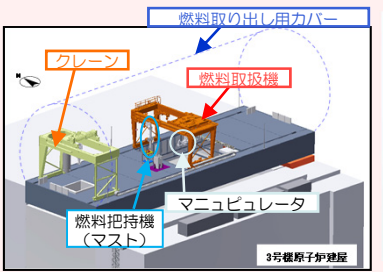 燃料取り出し用カバー
クレーン
燃料取扱機
N
マニュピュレータ
燃料把持機
（マスト）
3号機原子炉建屋